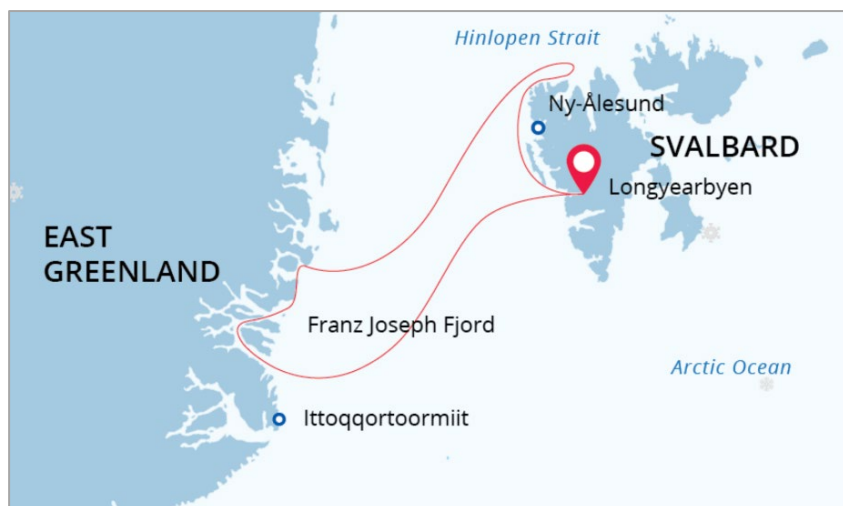 Hinlopen Strait
Ny-Ålesund
SVALBARD
Longyearbyen
EAST
GREENLAND
Franz Joseph Fjord
Arctic Ocean
Ittoqqortoormiit